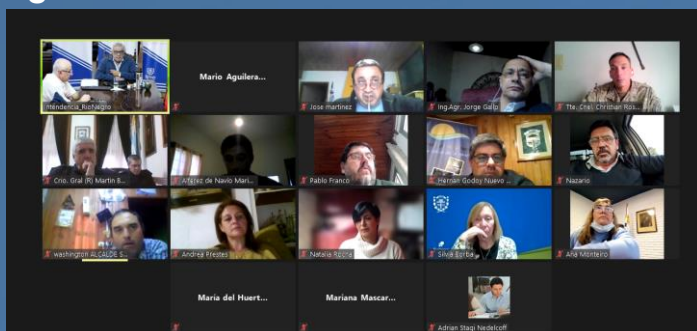 Intendencia_RioNegro
Mario Aguilera...
Jose martinez
Ing.Agr. Jorge Gallo
Tte. Cnel. Christian Ros...
Crio. Gral (R) Martin B...
Alferez de Navio Mari...
Pablo Franco
Hernán Godoy Nuevo ...
Nazario
washington ALCALDE S...
Andrea Prestes
Natalia Rocha
Silvia Borba
Ana Monteiro
Maria del Huert...
Mariana Mascar...
Adrian Stagi Nedelcoff